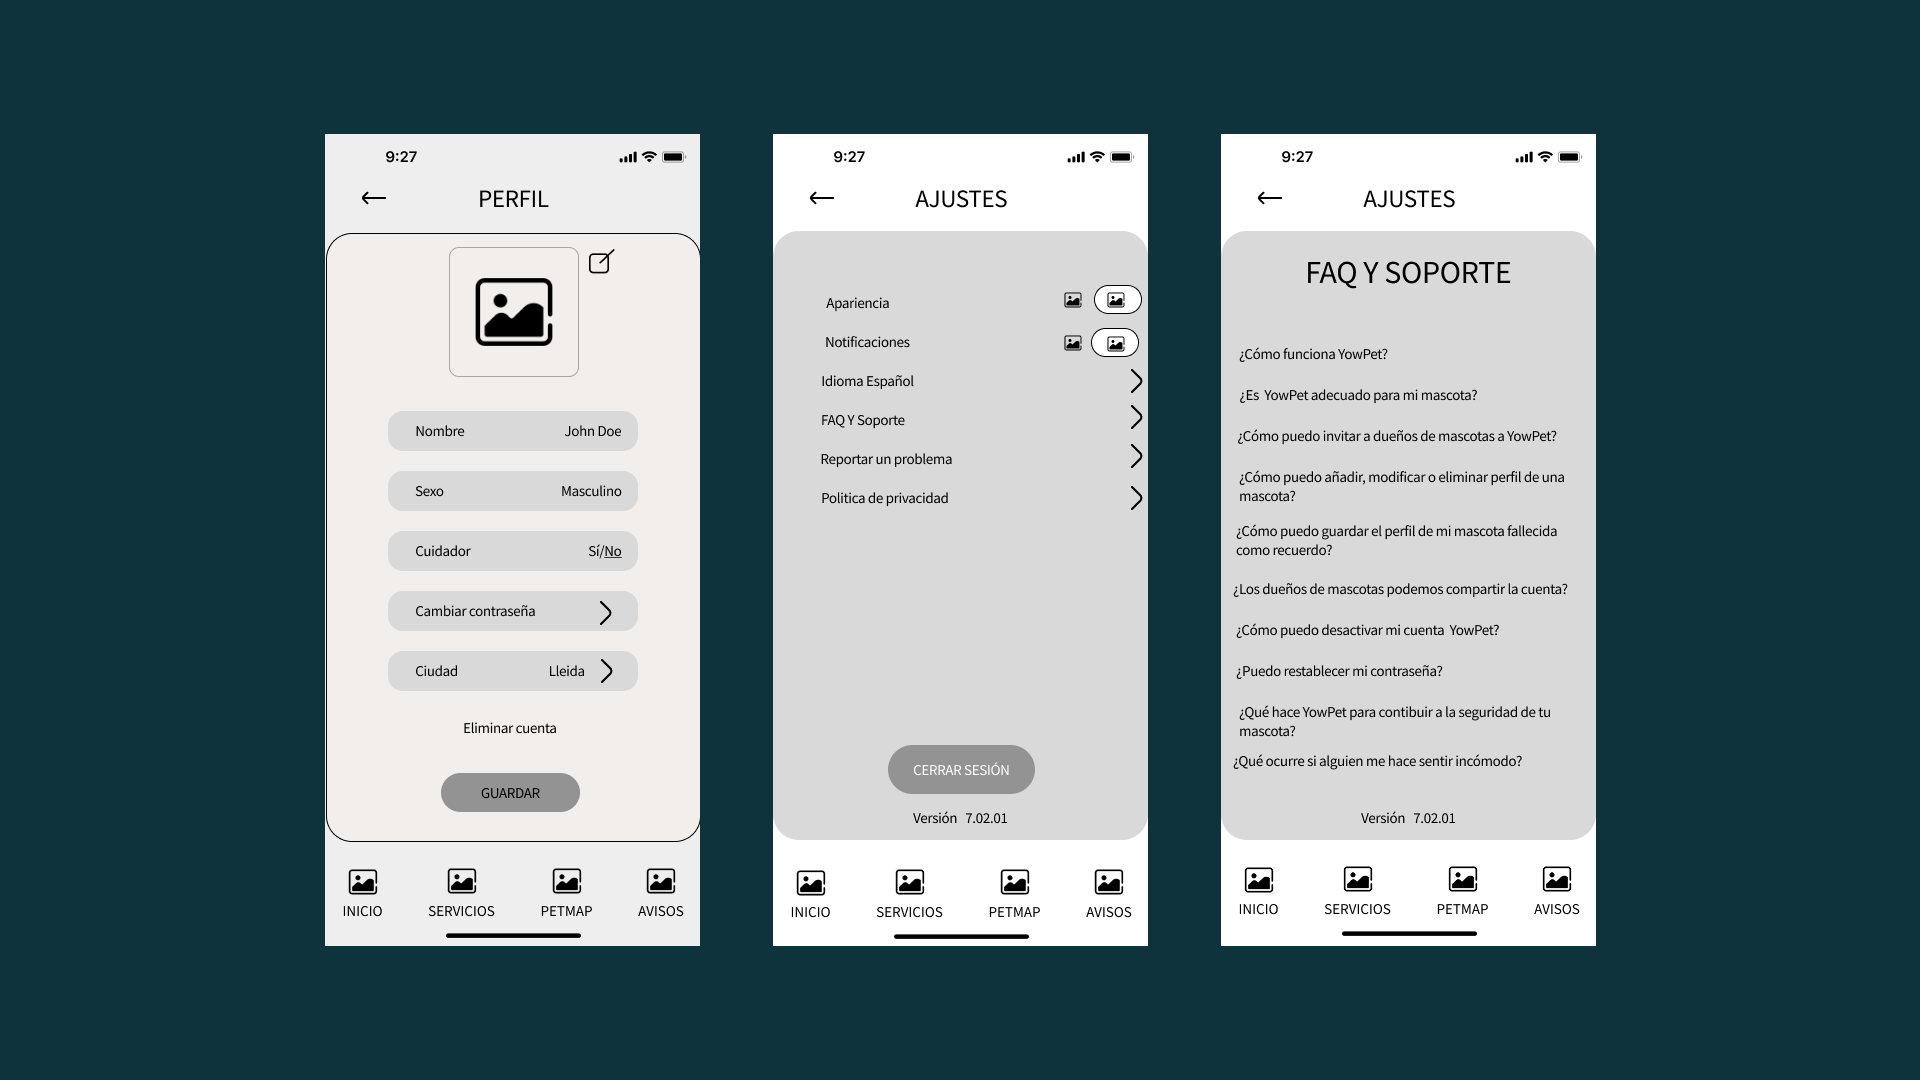 9:27
PERFIL
Nombre John Doe
Sexo Masculino
Cuidador Sí/No
Cambiar contraseña
Ciudad Lleida
Eliminar cuenta
GUARDAR
INICIO SERVICIOS PETMAP AVISOS
9:27
AJUSTES
Apariencia
Notificaciones
Idioma Español
FAQ Y Soporte
Reportar un problema
Politica de privacidad
CERRAR SESIÓN
Versión 7.02.01
INICIO SERVICIOS PETMAP AVISOS
9:27
AJUSTES
FAQ Y SOPORTE
¿Cómo funciona YowPet?
¿Es YowPet adecuado para mi mascota?
¿Cómo puedo invitar a dueños de mascotas a YowPet?
¿Cómo puedo añadir, modificar o eliminar perfil de una
mascota?
¿Cómo puedo guardar el perfil de mi mascota fallecida
como recuerdo?
¿Los dueños de mascotas podemos compartir la cuenta?
¿Cómo puedo desactivar mi cuenta YowPet?
¿Puedo restablecer mi contraseña?
¿Qué hace YowPet para contibuir a la seguridad de tu
mascota?
¿Qué ocurre si alguien me hace sentir incómodo?
Versión 7.02.01
INICIO SERVICIOS PETMAP AVISOS